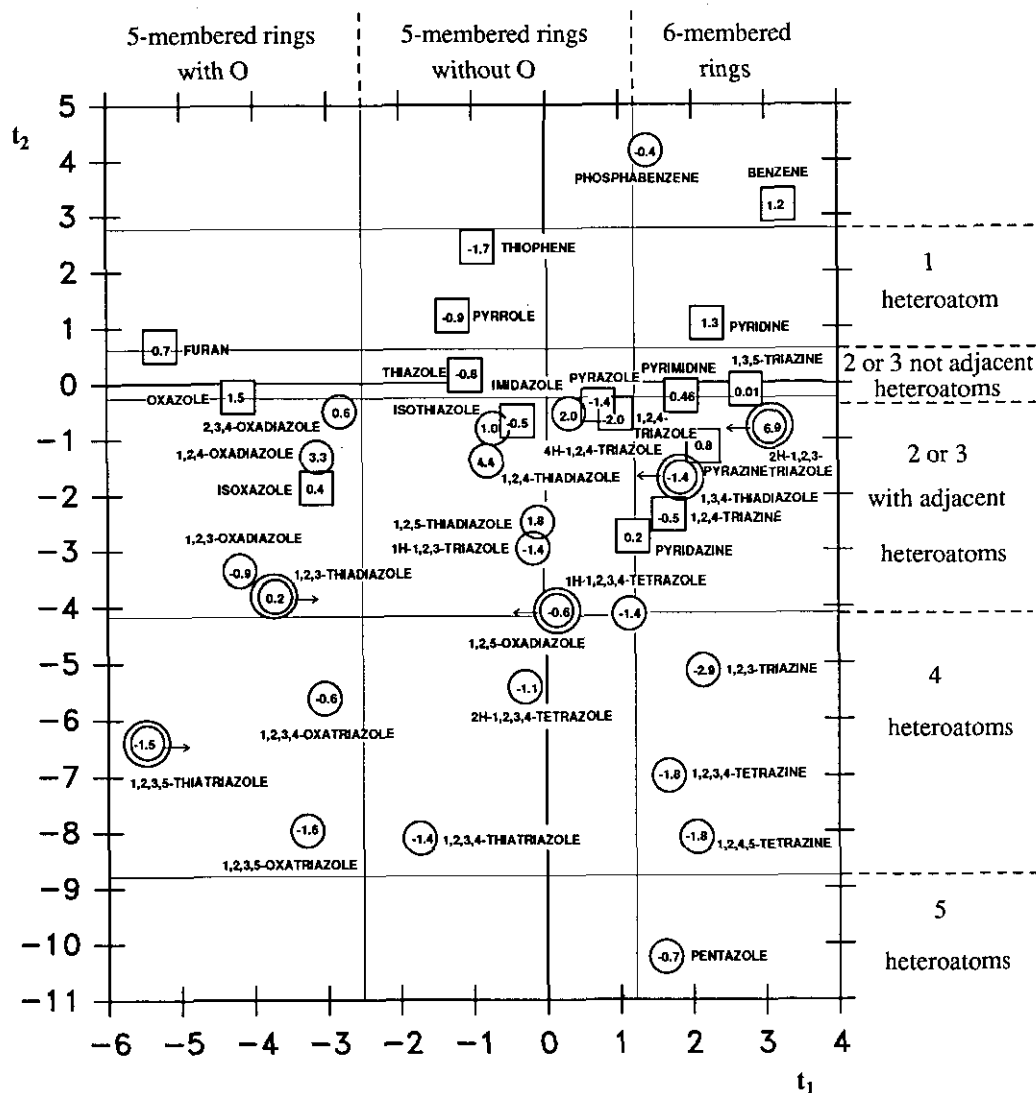 5-membered rings
with O
5-membered rings
without O
6-membered
rings
5
t2
4
-0.4
PHOSPHABENZENE
BENZENE
1.2
3
THIOPHENE
-1.7
2
1
heteroatom
-0.9 PYRROLE
1.3 PYRIDINE
1
-0.7 FURAN
THIAZOLE -0.8
IMIDAZOLE
PYRAZOLE
PYRIMIDINE
1,3,5-TRIAZINE
2 or 3 not adjacent
heteroatoms
0
OXAZOLE 1.5
0.46
0.01
2,3,4-OXADIAZOLE
0.6
ISOTHIAZOLE
1.0
-0.5
2.0
-1.4
-2.0
1,2,4-
TRIAZOLE
6.9
-1
1,2,4-OXADIAZOLE
3.3
4H-1,2,4-TRIAZOLE
0.8
2H-1,2,3-
TRIAZOLE
PYRAZINE
4.4
1,2,4-THIADIAZOLE
-1.4
1,3,4-THIADIAZOLE
2 or 3
with adjacent
heteroatoms
-2
ISOXAZOLE 0.4
1,2,5-THIADIAZOLE 1.8
-0.5 1,2,4-TRIAZINE
1,2,3-OXADIAZOLE
1H-1,2,3-TRIAZOLE -1.4
0.2 PYRIDAZINE
-3
-0.9
1,2,3-THIADIAZOLE
0.2
1H-1,2,3,4-TETRAZOLE
-4
-0.6
-1.4
1,2,5-OXADIAZOLE
-5
-2.9 1,2,3-TRIAZINE
4
heteroatoms
-0.6
1,2,3,4-OXATRIAZOLE
-1.1
2H-1,2,3,4-TETRAZOLE
-6
-1.5
1,2,3,5-THIATRIAZOLE
-7
-1.8 1,2,3,4-TETRAZINE
-8
-1.6
1,2,3,5-OXATRIAZOLE
-1.4 1,2,3,4-THIATRIAZOLE
-1.8 1,2,4,5-TETRAZINE
-9
5
heteroatoms
-10
-0.7 PENTAZOLE
-11
-6 -5 -4 -3 -2 -1 0 1 2 3 4
t1